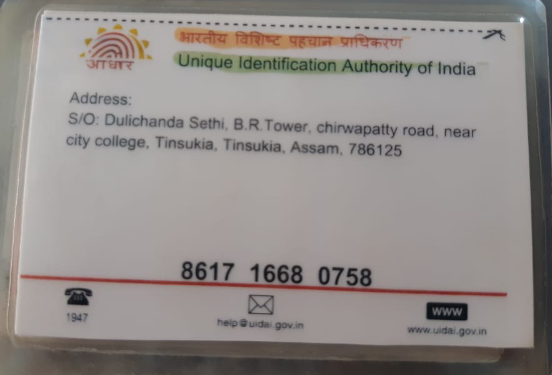 भारतीय विशिष्ट पहचान प्राधिकरण
आधार
Unique Identification Authority of India
Address:
S/O: Dulichanda Sethi, B.R.Tower, chirwapatty road, near
city college, Tinsukia, Tinsukia, Assam, 786125
8617 1668 0758
1947
help@uidai.gov.in
WWW
www.uidai.gov.in